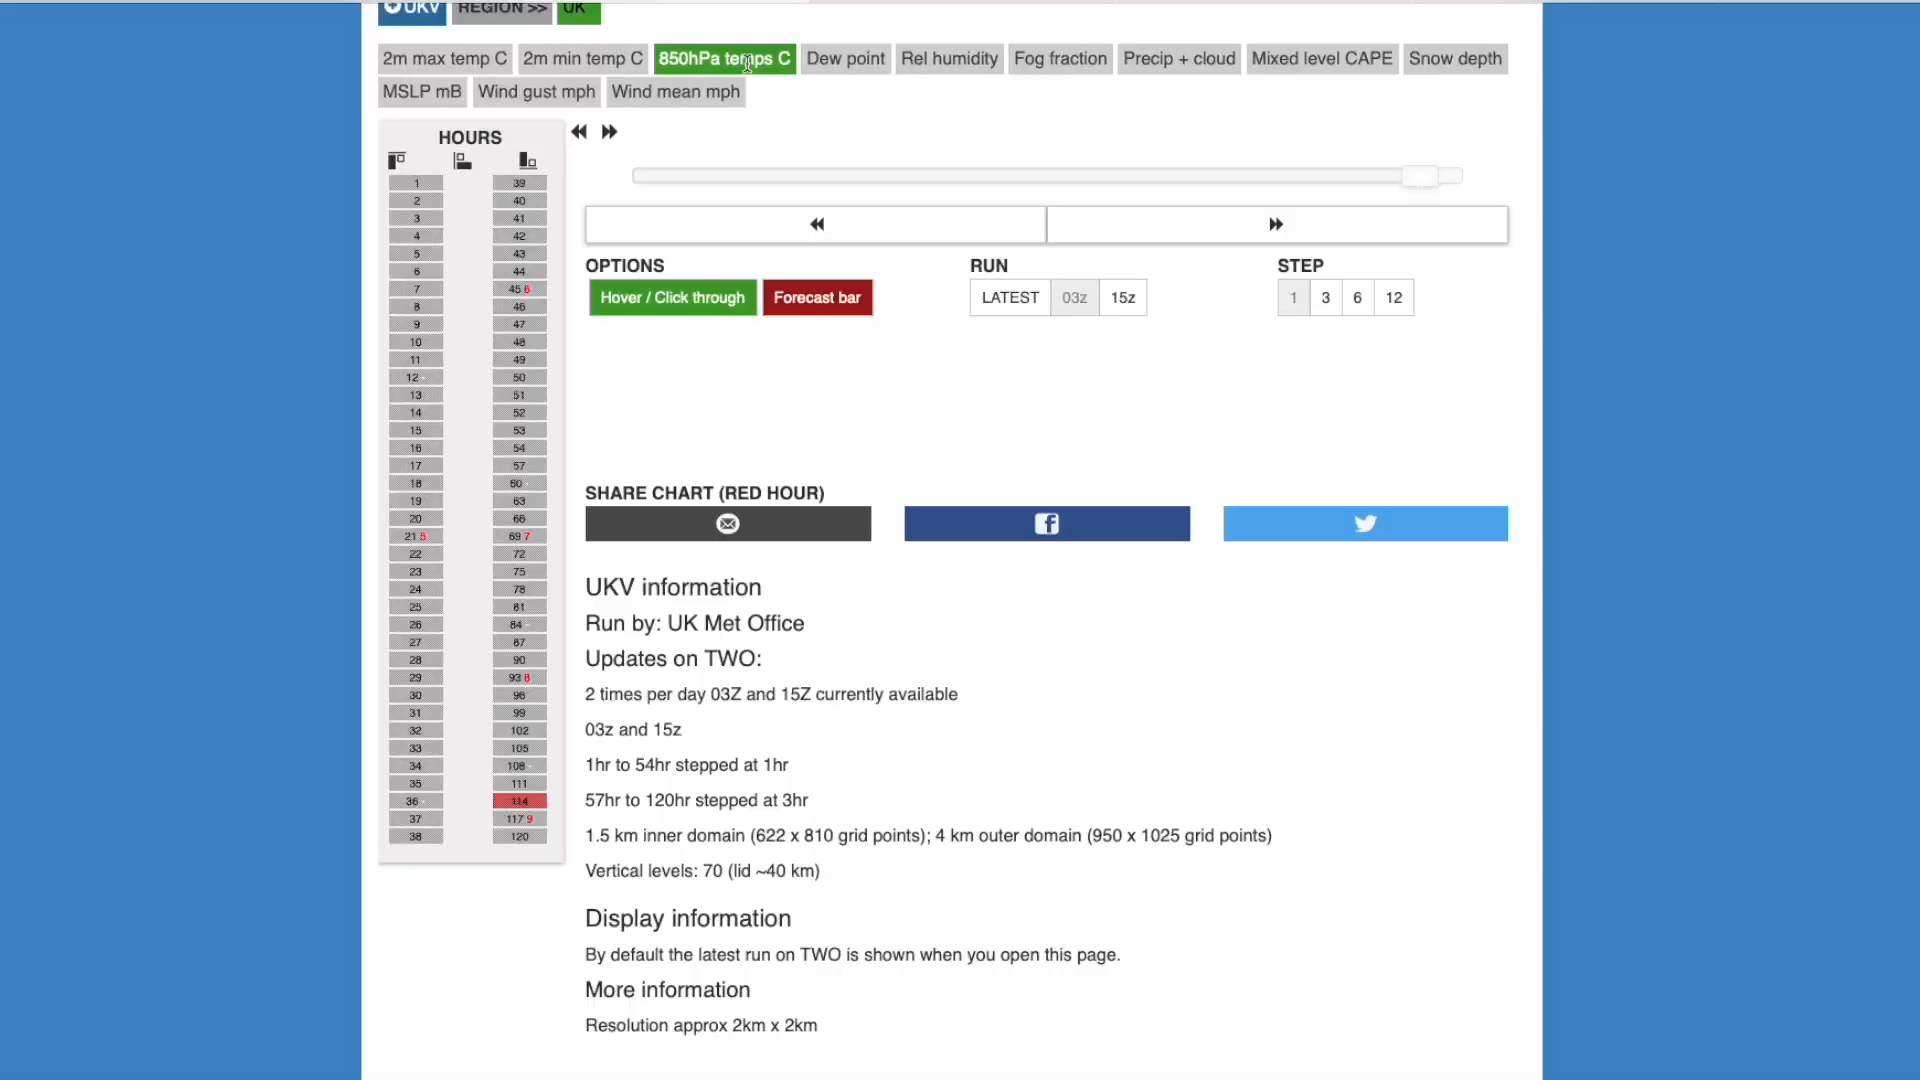 UKV REGION >> UK
2m max temp C 2m min temp C 850hPa temps C Dew point Rel humidity Fog fraction Precip + cloud Mixed level CAPE Snow depth
MSLP mB Wind gust mph Wind mean mph
HOURS
1 39
2 40
3 41
4 42
5 43
6 44
7 45 6
8 46
9 47
10 48
11 49
12 50
13 51
14 52
15 53
16 54
17 57
18 60
19 63
20 66
21 5 69 7
22 72
23 75
24 78
25 81
26 84
27 87
28 90
29 93 8
30 96
31 99
32 102
33 105
34 108
35 111
36 114
37 117 9
38 120
OPTIONS RUN STEP
Hover / Click through Forecast bar LATEST 03z 15z 1 3 6 12
SHARE CHART (RED HOUR)
UKV information
Run by: UK Met Office
Updates on TWO:
2 times per day 03Z and 15Z currently available
03z and 15z
1hr to 54hr stepped at 1hr
57hr to 120hr stepped at 3hr
1.5 km inner domain (622 x 810 grid points); 4 km outer domain (950 x 1025 grid points)
Vertical levels: 70 (lid ~40 km)
Display information
By default the latest run on TWO is shown when you open this page.
More information
Resolution approx 2km x 2km